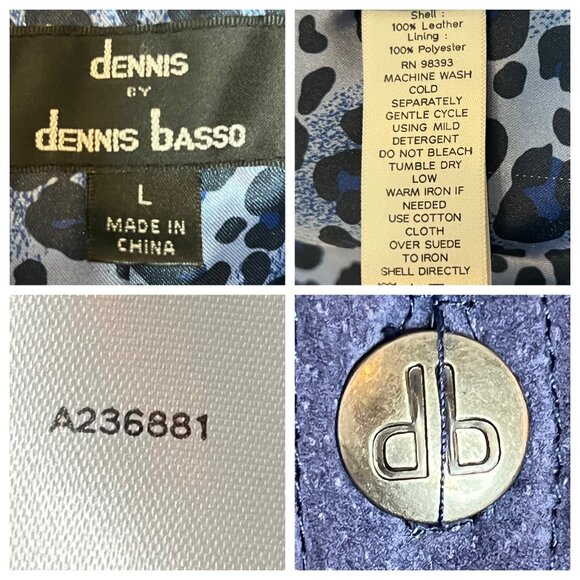 dENNIS
BY
dENNIS basso
L
MADE IN
CHINA
Shell :
100% Leather
Lining :
100% Polyester
RN 98393
MACHINE WASH
COLD
SEPARATELY
GENTLE CYCLE
USING MILD
DETERGENT
DO NOT BLEACH
TUMBLE DRY
LOW
WARM IRON IF
NEEDED
USE COTTON
CLOTH
OVER SUEDE
TO IRON
SHELL DIRECTLY
A236881
db